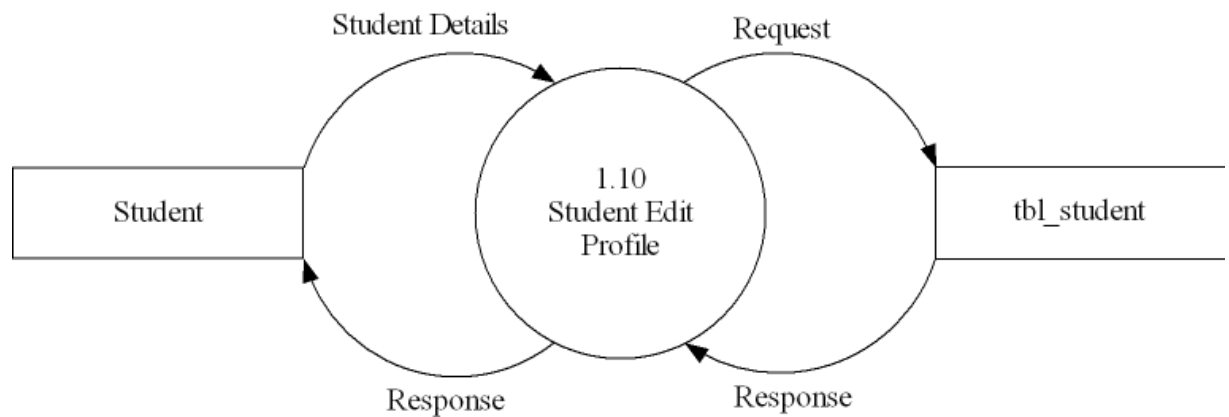 Student Details
Request
Student
1.10
Student Edit
Profile
tbl_student
Response
Response